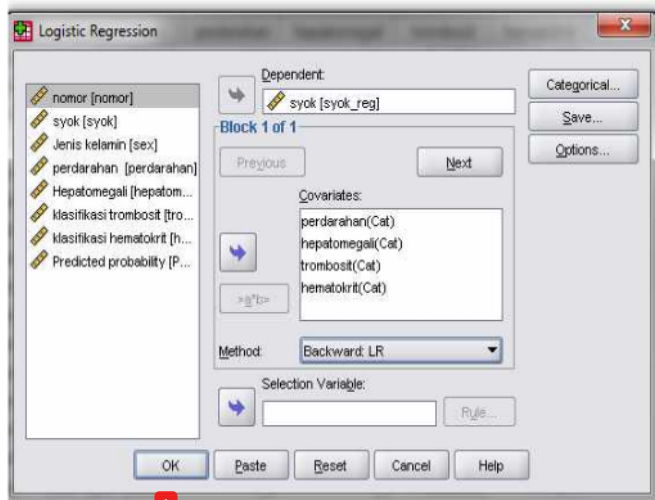 Logistic Regression
nomor [nomor]
syok [syok]
Jenis kelamin [sex]
perdarahan [perdarahan]
Hepatomegali [hepatom...
klasifikasi trombosit [tro...
klasifikasi hematokrit [h...
Predicted probability [P...
Dependent:
syok [syok_reg]
Block 1 of 1
Previous
Next
Covariates:
perdarahan(Cat)
hepatomegali(Cat)
trombosit(Cat)
hematokrit(Cat)
>a*b>
Method:
Backward: LR
Selection Variable:
Rule...
Categorical...
Save...
Options...
OK
Paste
Reset
Cancel
Help